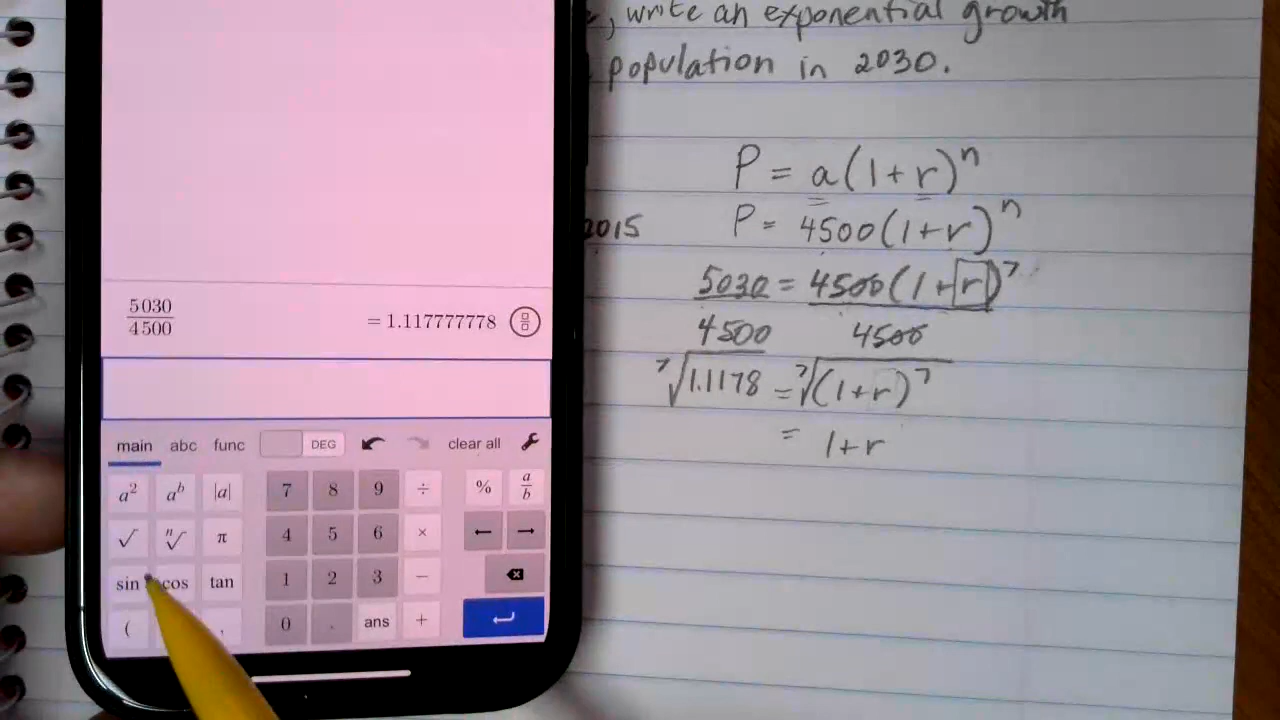 , write an exponential growth
population in 2030.
P = a(1+r)^n
2015 P = 4500(1+r)^n
5030 = 4500(1+r)^7
4500 4500
⁷√1.1178 = ⁷√(1+r)^7
= 1+r
5030
4500
= 1.117777778
main abc func DEG clear all
a² aᵇ |a| 7 8 9 ÷ % a/b
√ ⁿ√ π 4 5 6 × ← →
sin cos tan 1 2 3 −
( , 0 . ans +